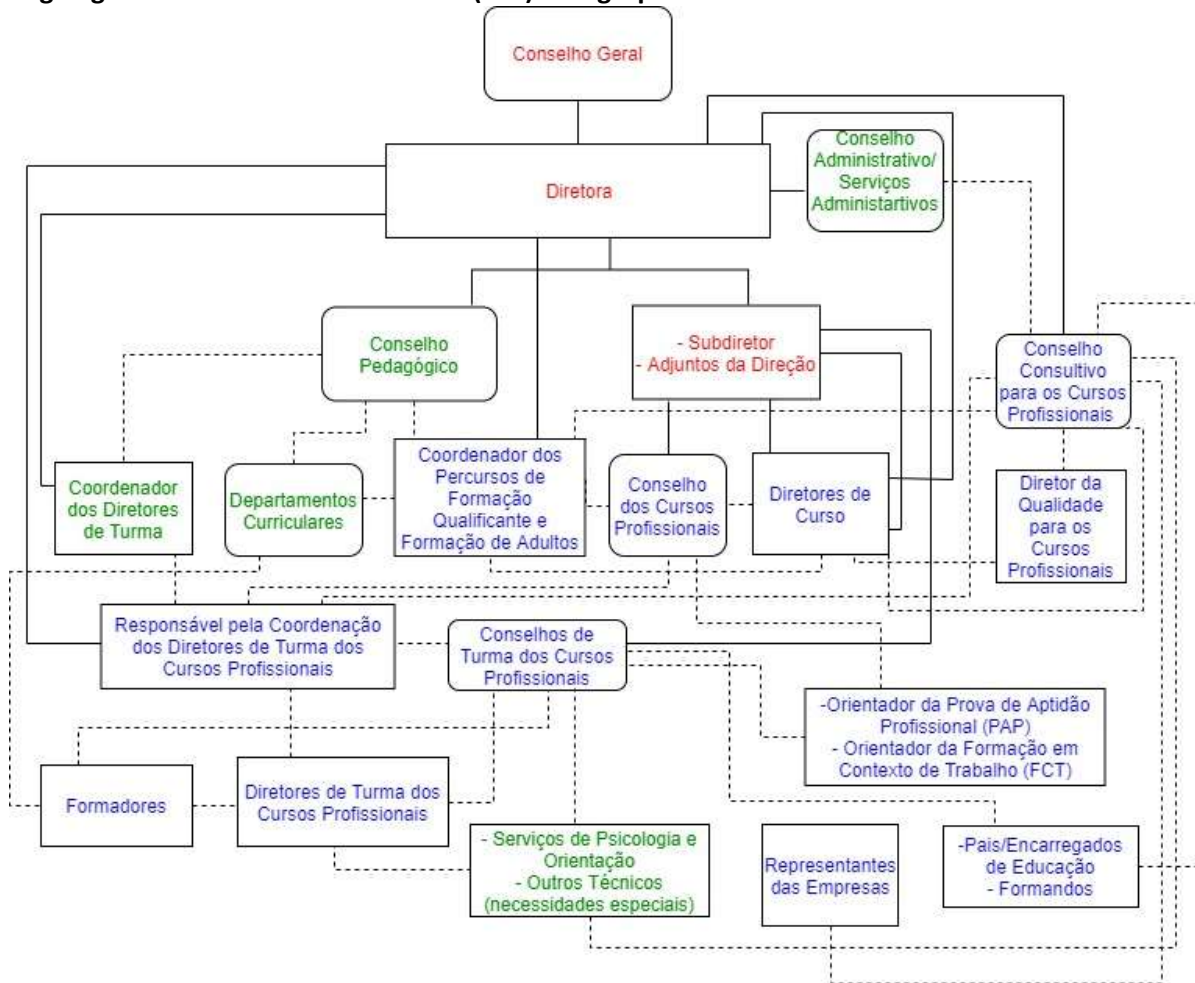 Conselho Geral
Diretora
Conselho
Administrativo/
Serviços
Administartivos
Conselho
Pedagógico
- Subdiretor
- Adjuntos da Direção
Conselho
Consultivo
para os Cursos
Profissionais
Coordenador
dos Diretores
de Turma
Departamentos
Curriculares
Coordenador dos
Percursos de
Formação
Qualificante e
Formação de Adultos
Conselho
dos Cursos
Profissionais
Diretores de
Curso
Diretor da
Qualidade
para os
Cursos
Profissionais
Responsável pela Coordenação
dos Diretores de Turma dos
Cursos Profissionais
Conselhos de
Turma dos Cursos
Profissionais
-Orientador da Prova de Aptidão
Profissional (PAP)
- Orientador da Formação em
Contexto de Trabalho (FCT)
Formadores
Diretores de Turma dos
Cursos Profissionais
- Serviços de Psicologia e
Orientação
- Outros Técnicos
(necessidades especiais)
Representantes
das Empresas
-Pais/Encarregados
de Educação
- Formandos